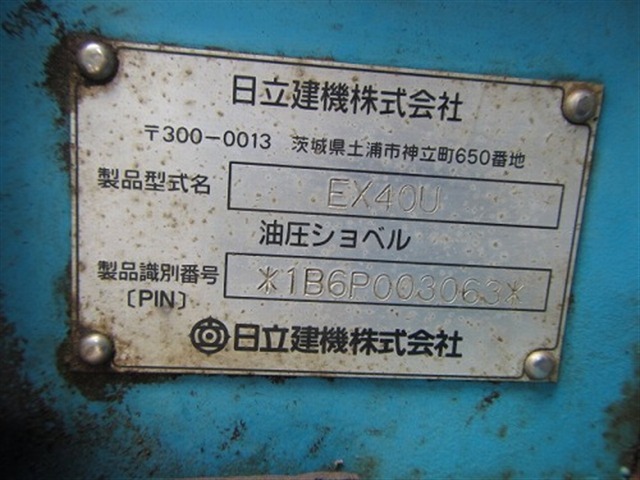 日立建機株式会社
〒300-0013 茨城県土浦市神立町650番地
製品型式名 EX40U
油圧ショベル
製品識別番号 *1B6P003063*
〔PIN〕
日立建機株式会社